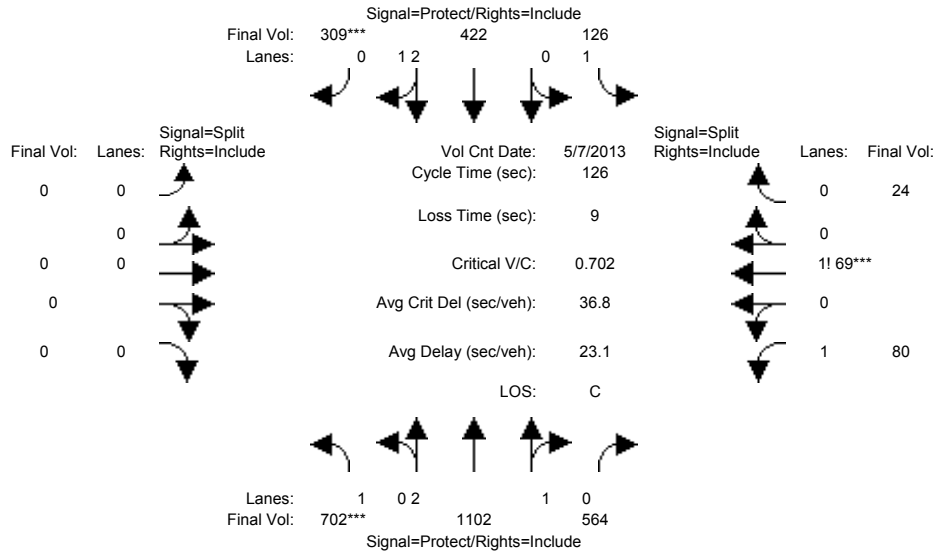 Signal=Protect/Rights=Include
Final Vol: 309*** 422 126
Lanes: 0 1 2 0 1
Signal=Split Signal=Split
Final Vol: Lanes: Rights=Include Vol Cnt Date: 5/7/2013 Rights=Include Lanes: Final Vol:
Cycle Time (sec): 126
0 0 0 24
Loss Time (sec): 9
0 0
0 0 Critical V/C: 0.702 1! 69***
0 Avg Crit Del (sec/veh): 36.8 0
0 0 Avg Delay (sec/veh): 23.1 1 80
LOS: C
Lanes: 1 0 2 1 0
Final Vol: 702*** 1102 564
Signal=Protect/Rights=Include